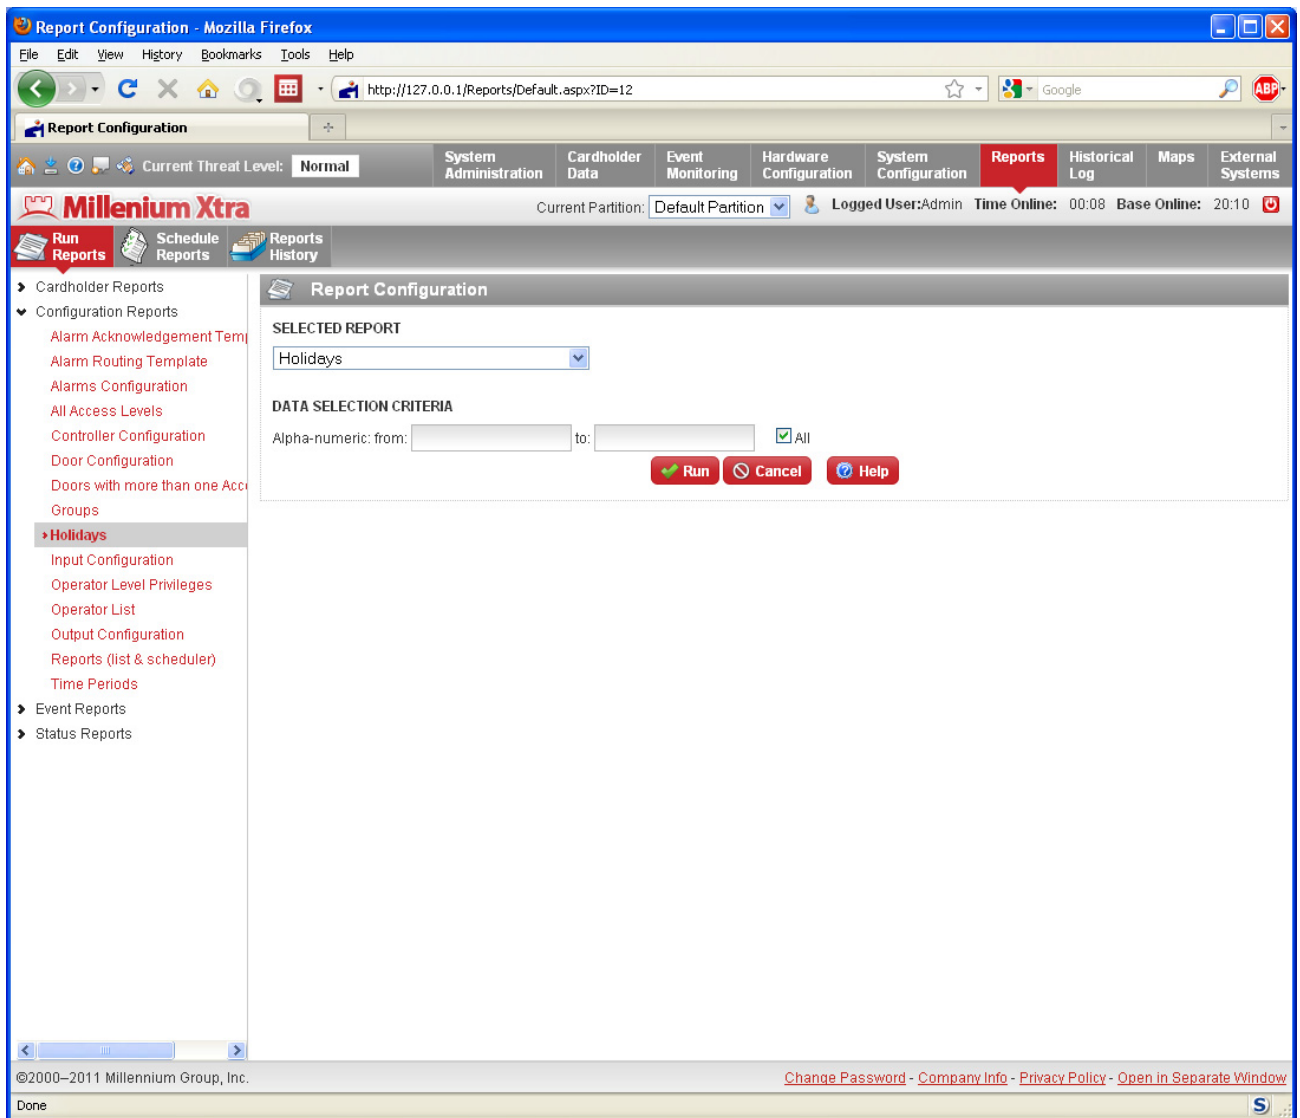 Report Configuration - Mozilla Firefox
File Edit View History Bookmarks Tools Help
http://127.0.0.1/Reports/Default.aspx?ID=12
Google
ABP
Report Configuration
Current Threat Level: Normal
System Administration
Cardholder Data
Event Monitoring
Hardware Configuration
System Configuration
Reports
Historical Log
Maps
External Systems
Millenium Xtra
Current Partition: Default Partition
Logged User:Admin Time Online: 00:08 Base Online: 20:10
Run Reports
Schedule Reports
Reports History
Cardholder Reports
Configuration Reports
Alarm Acknowledgement Temp
Alarm Routing Template
Alarms Configuration
All Access Levels
Controller Configuration
Door Configuration
Doors with more than one Acce
Groups
Holidays
Input Configuration
Operator Level Privileges
Operator List
Output Configuration
Reports (list & scheduler)
Time Periods
Event Reports
Status Reports
Report Configuration
SELECTED REPORT
Holidays
DATA SELECTION CRITERIA
Alpha-numeric: from: to: All
Run Cancel Help
©2000–2011 Millennium Group, Inc.
Change Password - Company Info - Privacy Policy - Open in Separate Window
Done
S